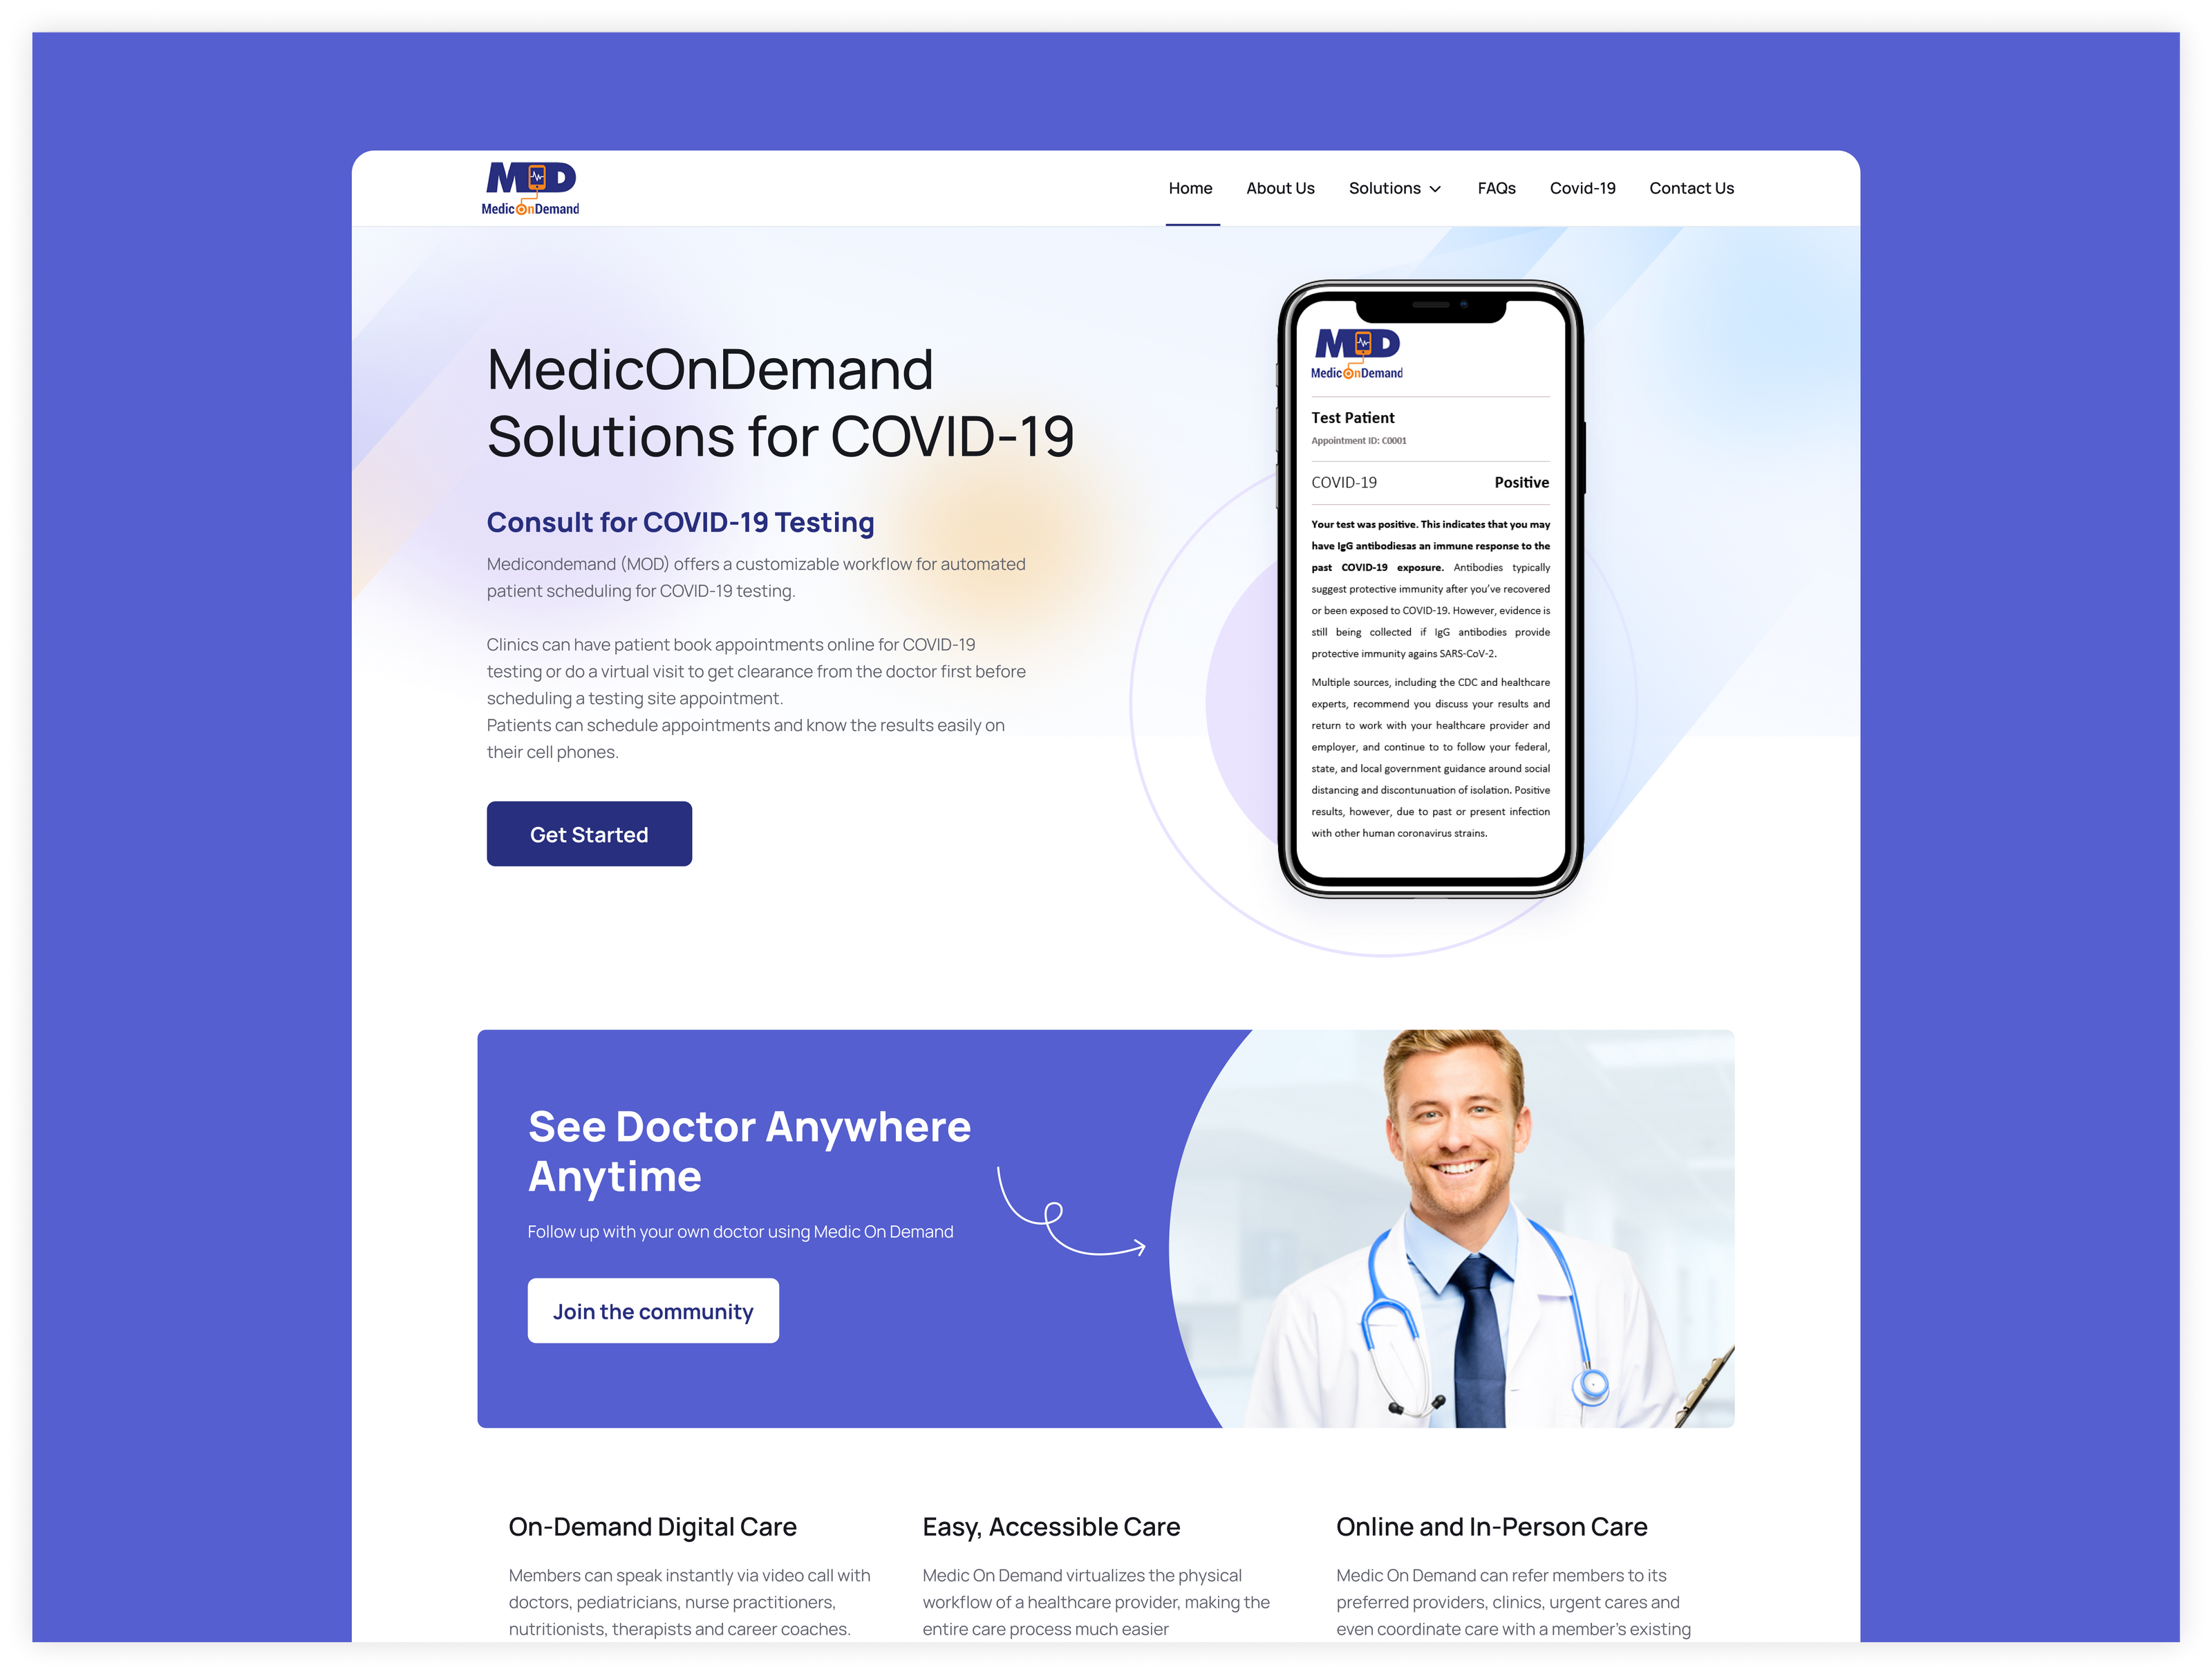 MOD
MedicOnDemand
Home
About Us
Solutions
FAQs
Covid-19
Contact Us
MedicOnDemand
Solutions for COVID-19
Consult for COVID-19 Testing
Medicondemand (MOD) offers a customizable workflow for automated
patient scheduling for COVID-19 testing.
Clinics can have patient book appointments online for COVID-19
testing or do a virtual visit to get clearance from the doctor first before
scheduling a testing site appointment.
Patients can schedule appointments and know the results easily on
their cell phones.
Get Started
MOD
MedicOnDemand
Test Patient
Appointment ID: C0001
COVID-19 Positive
Your test was positive. This indicates that you may
have IgG antibodiesas an immune response to the
past COVID-19 exposure. Antibodies typically
suggest protective immunity after you've recovered
or been exposed to COVID-19. However, evidence is
still being collected if IgG antibodies provide
protective immunity agains SARS-CoV-2.
Multiple sources, including the CDC and healthcare
experts, recommend you discuss your results and
return to work with your healthcare provider and
employer, and continue to to follow your federal,
state, and local government guidance around social
distancing and discontunuation of isolation. Positive
results, however, due to past or present infection
with other human coronavirus strains.
See Doctor Anywhere
Anytime
Follow up with your own doctor using Medic On Demand
Join the community
On-Demand Digital Care
Members can speak instantly via video call with
doctors, pediatricians, nurse practitioners,
nutritionists, therapists and career coaches.
Easy, Accessible Care
Medic On Demand virtualizes the physical
workflow of a healthcare provider, making the
entire care process much easier
Online and In-Person Care
Medic On Demand can refer members to its
preferred providers, clinics, urgent cares and
even coordinate care with a member's existing